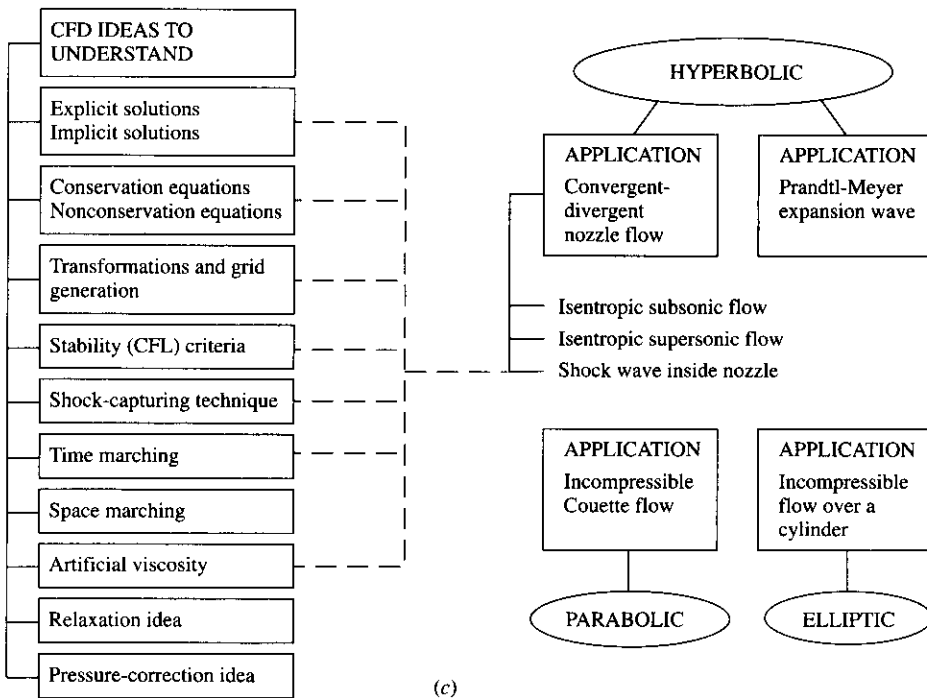 CFD IDEAS TO
UNDERSTAND
Explicit solutions
Implicit solutions
Conservation equations
Nonconservation equations
Transformations and grid
generation
Stability (CFL) criteria
Shock-capturing technique
Time marching
Space marching
Artificial viscosity
Relaxation idea
Pressure-correction idea
HYPERBOLIC
APPLICATION
Convergent-
divergent
nozzle flow
APPLICATION
Prandtl-Meyer
expansion wave
Isentropic subsonic flow
Isentropic supersonic flow
Shock wave inside nozzle
APPLICATION
Incompressible
Couette flow
APPLICATION
Incompressible
flow over a
cylinder
PARABOLIC
ELLIPTIC
(c)